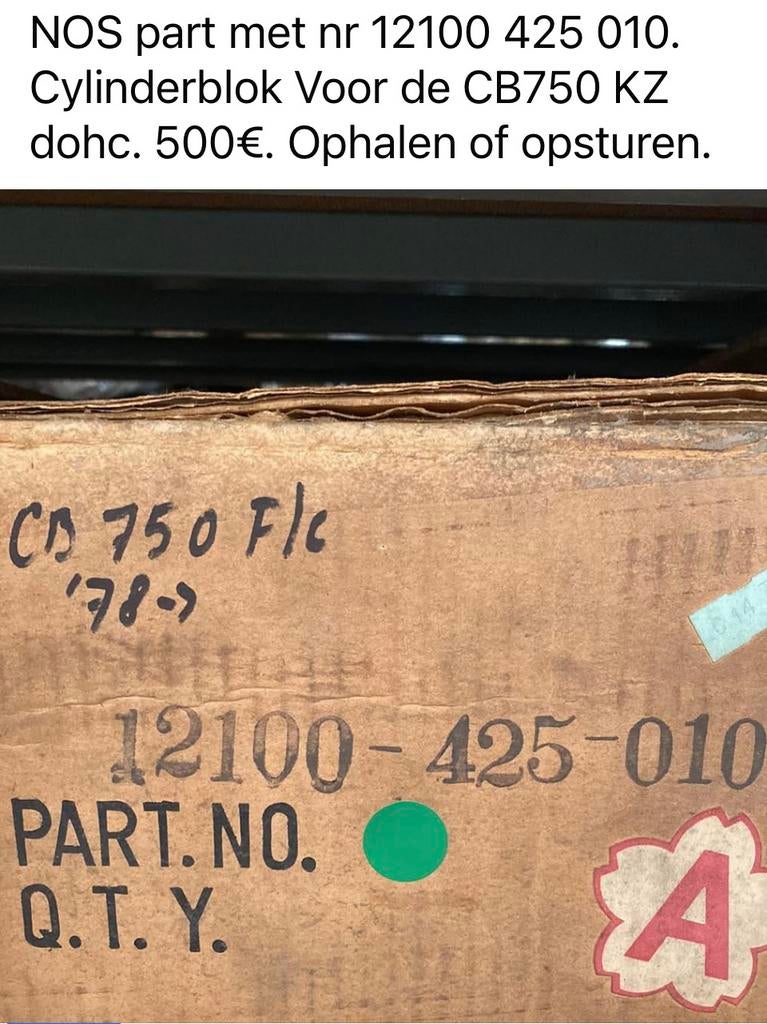 NOS part met nr 12100 425 010.
Cylinderblok Voor de CB750 KZ
dohc. 500€. Ophalen of opsturen.
CB 750 F/C
'78->
C 14
12100-425-010
PART. NO.
Q.T.Y.
A